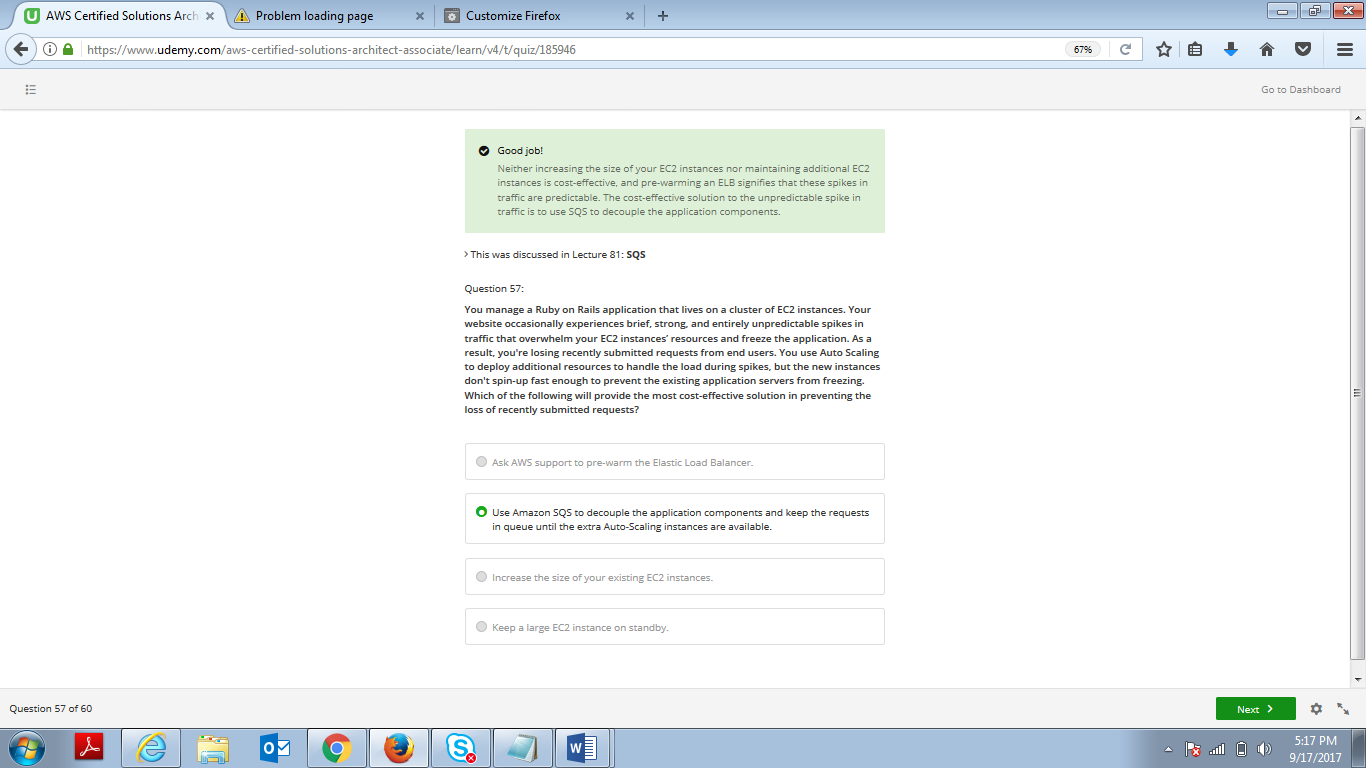 AWS Certified Solutions Arch
Problem loading page
Customize Firefox
https://www.udemy.com/aws-certified-solutions-architect-associate/learn/v4/t/quiz/185946
67%
Go to Dashboard
Good job!
Neither increasing the size of your EC2 instances nor maintaining additional EC2
instances is cost-effective, and pre-warming an ELB signifies that these spikes in
traffic are predictable. The cost-effective solution to the unpredictable spike in
traffic is to use SQS to decouple the application components.
This was discussed in Lecture 81: SQS
Question 57:
You manage a Ruby on Rails application that lives on a cluster of EC2 instances. Your
website occasionally experiences brief, strong, and entirely unpredictable spikes in
traffic that overwhelm your EC2 instances’ resources and freeze the application. As a
result, you're losing recently submitted requests from end users. You use Auto Scaling
to deploy additional resources to handle the load during spikes, but the new instances
don't spin-up fast enough to prevent the existing application servers from freezing.
Which of the following will provide the most cost-effective solution in preventing the
loss of recently submitted requests?
Ask AWS support to pre-warm the Elastic Load Balancer.
Use Amazon SQS to decouple the application components and keep the requests
in queue until the extra Auto-Scaling instances are available.
Increase the size of your existing EC2 instances.
Keep a large EC2 instance on standby.
Question 57 of 60
Next
5:17 PM
9/17/2017